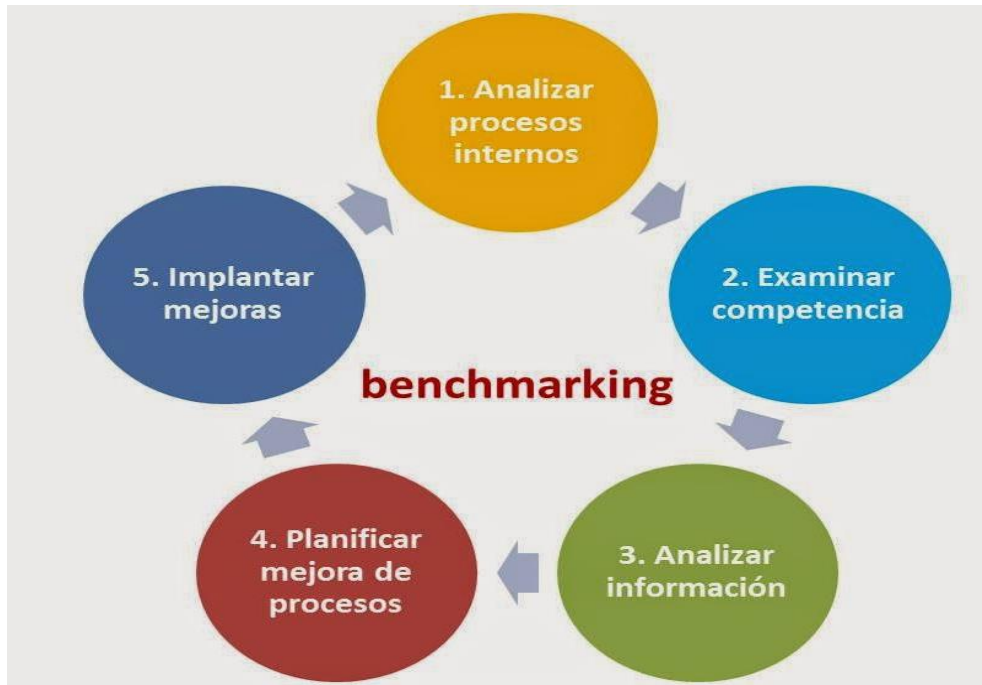 1. Analizar
procesos
internos
2. Examinar
competencia
3. Analizar
información
4. Planificar
mejora de
procesos
5. Implantar
mejoras
benchmarking